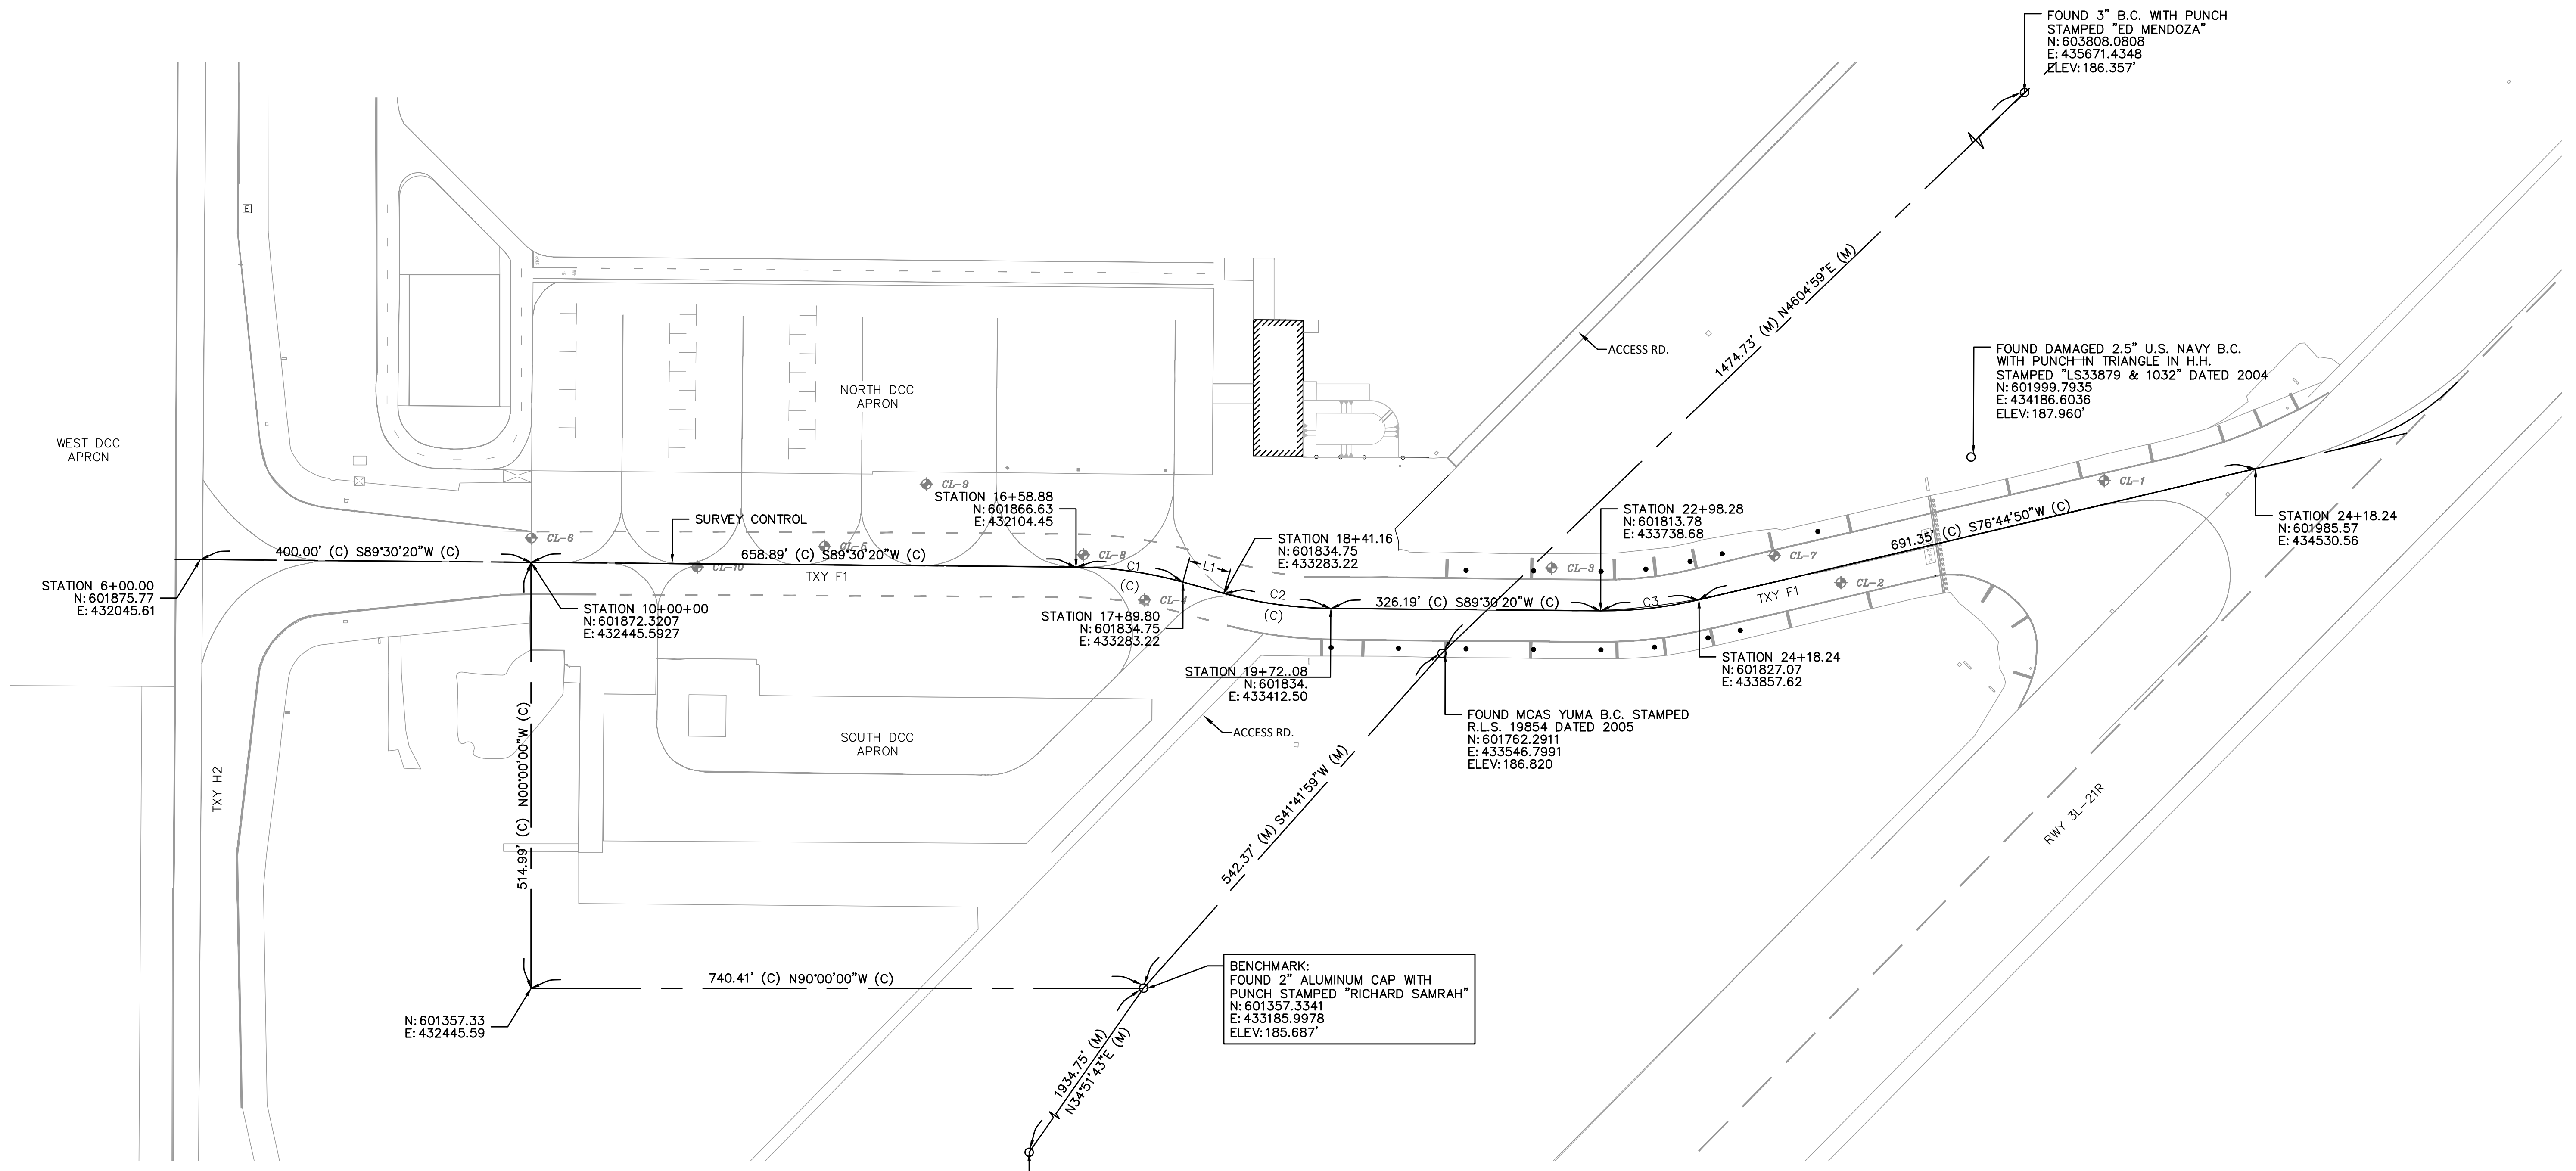 FOUND 3" B.C. WITH PUNCH
STAMPED "ED MENDOZA"
N: 603808.0808
E: 435671.4348
ELEV: 186.357'
E
1474.73' (M) N4604'59"E (M)
ACCESS RD.
FOUND DAMAGED 2.5" U.S. NAVY B.C.
WITH PUNCH IN TRIANGLE IN H.H.
STAMPED "LS33879 & 1032" DATED 2004
N: 601999.7935
E: 434186.6036
ELEV: 187.960'
NORTH DCC
APRON
WEST DCC
APRON
CL-9
CL-1
STATION 16+58.88
N: 601866.63
E: 432104.45
STATION 22+98.28
N: 601813.78
E: 433738.68
STATION 24+18.24
N: 601985.57
E: 434530.56
SURVEY CONTROL
691.35' (C) S76°44'50"W (C)
CL-6
CL-5
CL-8
CL-7
400.00' (C) S89°30'20"W (C)
658.89' (C) S89°30'20"W (C)
STATION 18+41.16
N: 601834.75
E: 433283.22
CL-10
TXY F1
C1
(C)
L1
CL-3
CL-2
STATION 6+00.00
N: 601875.77
E: 432045.61
CL-4
C2
(C)
326.19' (C) S89°30'20"W (C)
C3
TXY F1
STATION 10+00+00
N: 601872.3207
E: 432445.5927
STATION 17+89.80
N: 601834.75
E: 433283.22
STATION 19+72..08
N: 601834.
E: 433412.50
STATION 24+18.24
N: 601827.07
E: 433857.62
FOUND MCAS YUMA B.C. STAMPED
R.L.S. 19854 DATED 2005
N: 601762.2911
E: 433546.7991
ELEV: 186.820
ACCESS RD.
SOUTH DCC
APRON
TXY H2
514.99' (C) N00°00'00"W (C)
542.37' (M) S41°41'59"W (M)
RWY 3L-21R
740.41' (C) N90°00'00"W (C)
BENCHMARK:
FOUND 2" ALUMINUM CAP WITH
PUNCH STAMPED "RICHARD SAMRAH"
N: 601357.3341
E: 433185.9978
ELEV: 185.687'
N: 601357.33
E: 432445.59
1934.75' (M)
N34°51'43"E (M)